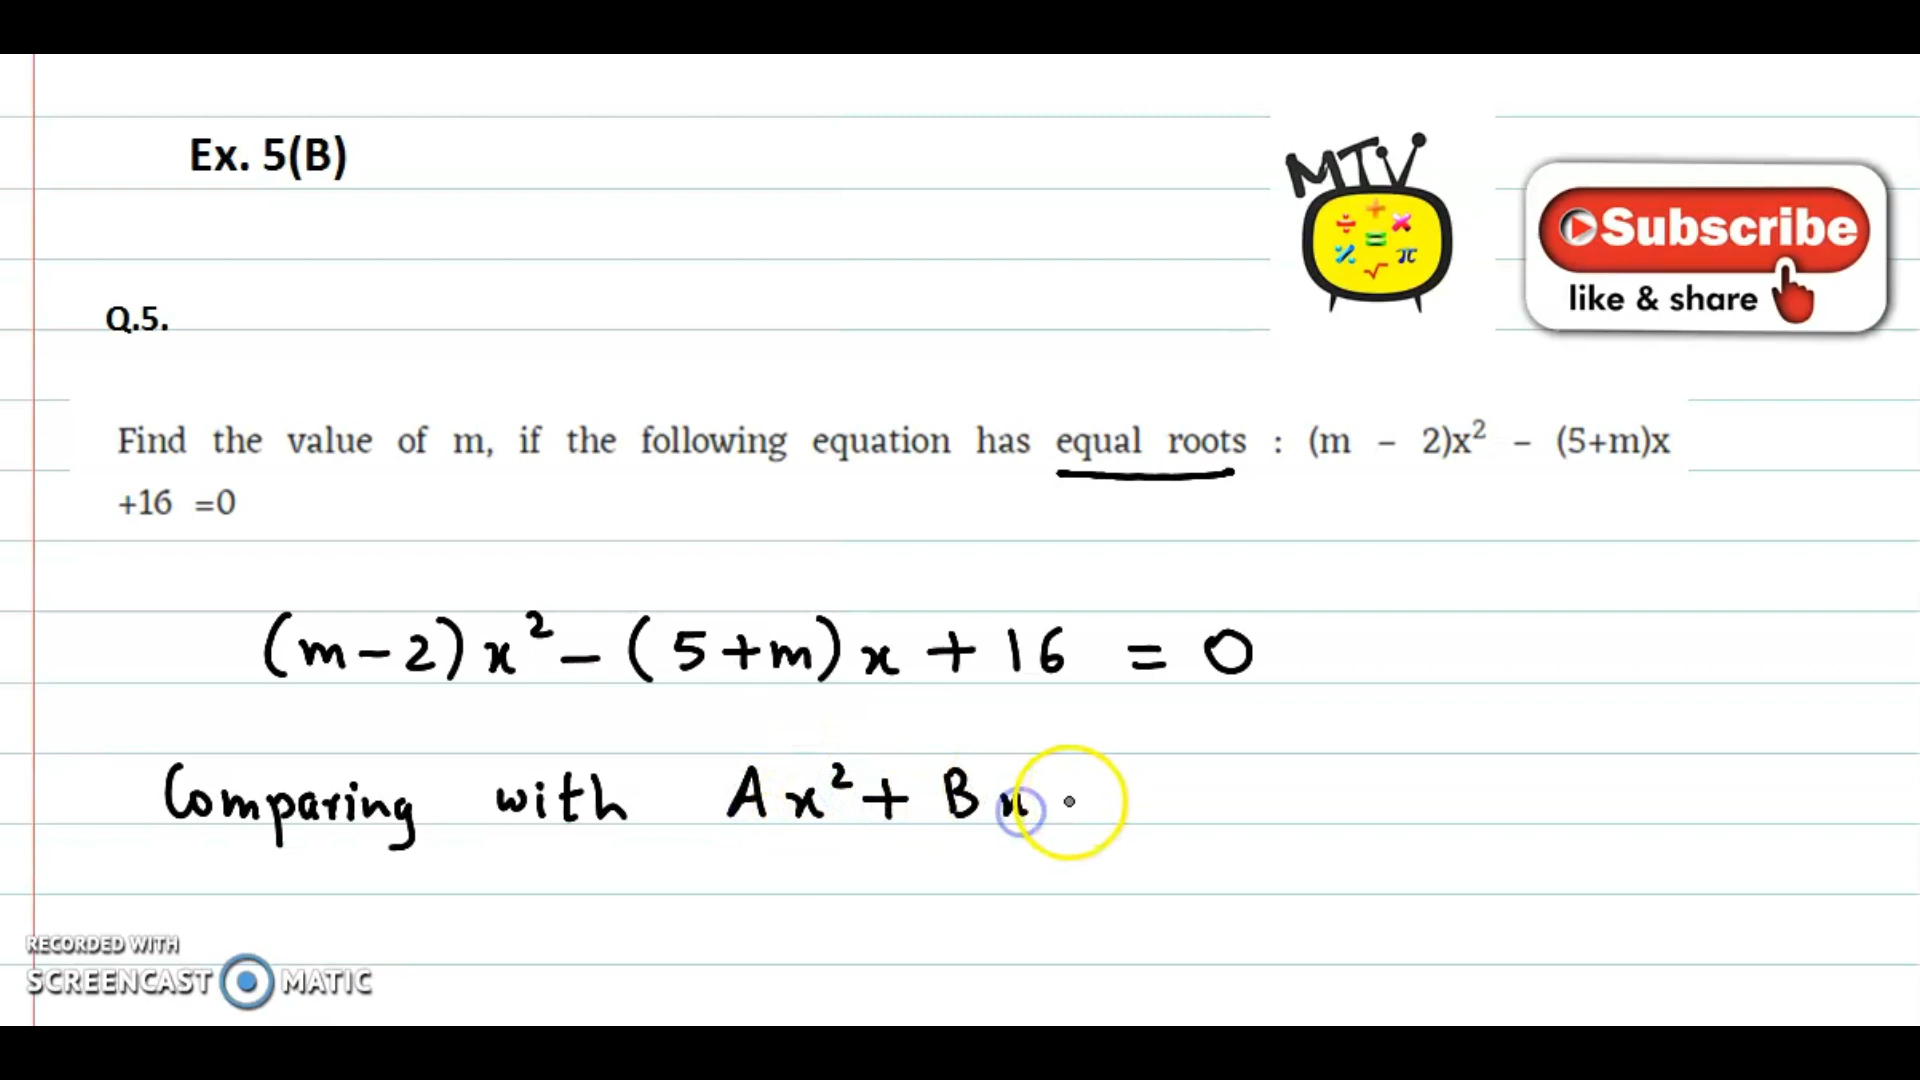 Ex. 5(B)
MTV
÷ + × = % √ π
Subscribe
like & share
Q.5.
Find the value of m, if the following equation has equal roots : (m − 2)x² − (5+m)x
+16 =0
(m−2)x² − (5+m)x + 16 = 0
Comparing with Ax² + Bx
RECORDED WITH
SCREENCAST MATIC